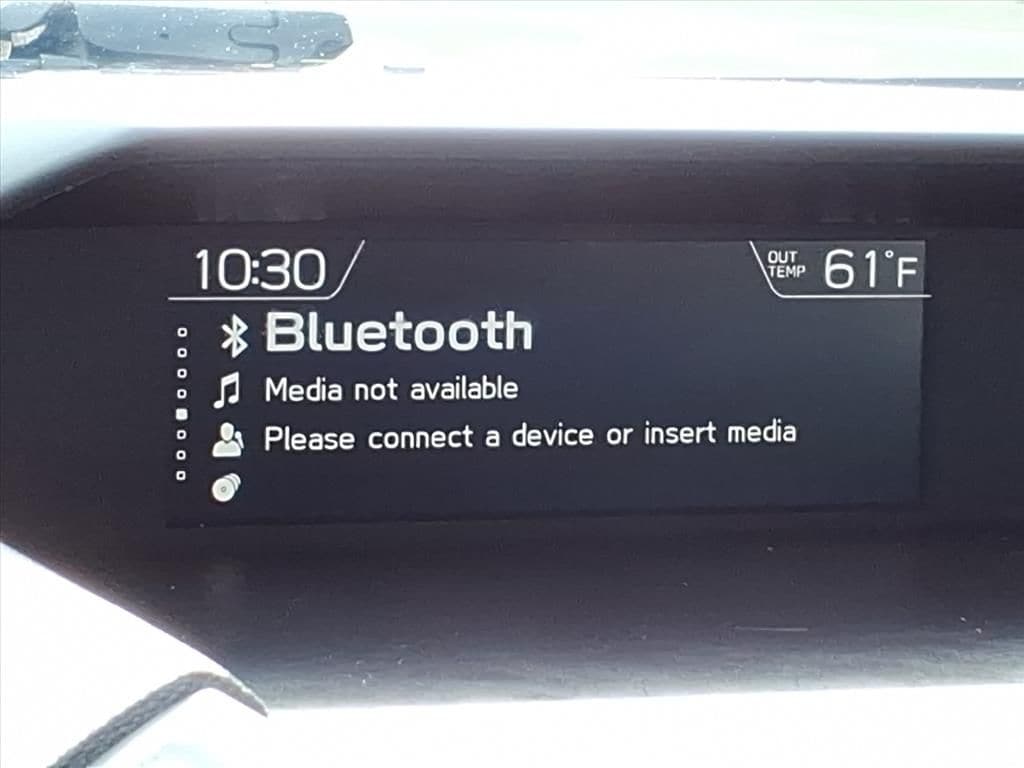 10:30
OUT TEMP 61°F
Bluetooth
Media not available
Please connect a device or insert media